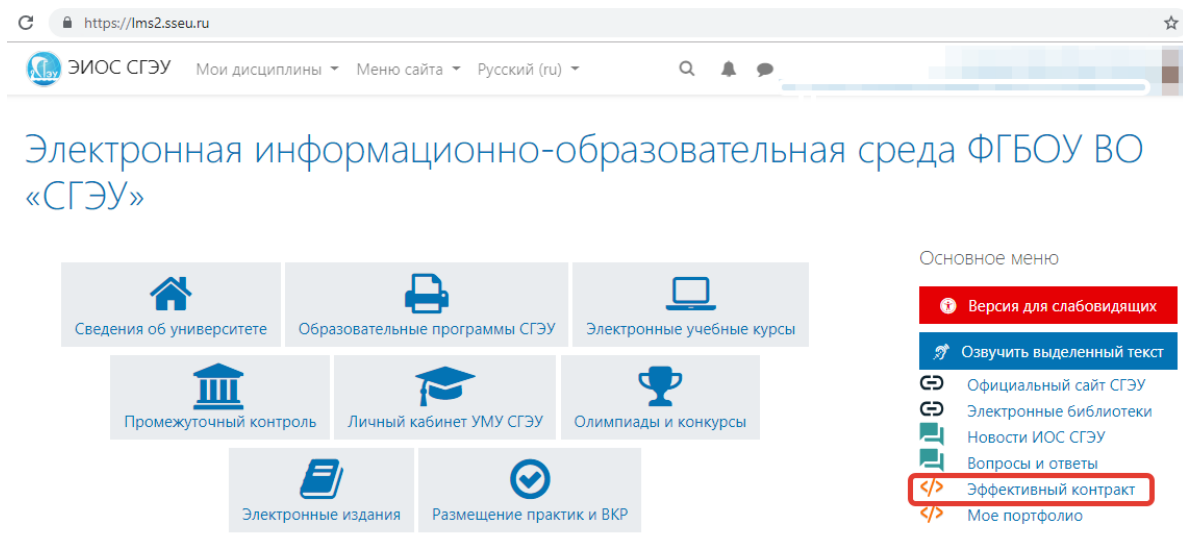 https://lms2.sseu.ru
ЭИОС СГЭУ Мои дисциплины Меню сайта Русский (ru)
Электронная информационно-образовательная среда ФГБОУ ВО
«СГЭУ»
Сведения об университете Образовательные программы СГЭУ Электронные учебные курсы
Промежуточный контроль Личный кабинет УМУ СГЭУ Олимпиады и конкурсы
Электронные издания Размещение практик и ВКР
Основное меню
Версия для слабовидящих
Озвучить выделенный текст
Официальный сайт СГЭУ
Электронные библиотеки
Новости ИОС СГЭУ
Вопросы и ответы
Эффективный контракт
Мое портфолио